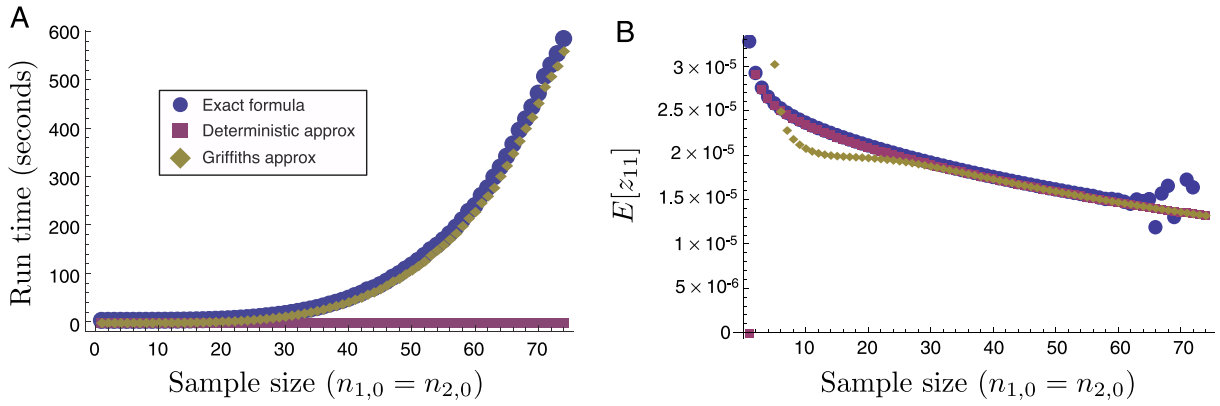 A
Run time (seconds)
600
500
400
300
200
100
0
Exact formula
Deterministic approx
Griffiths approx
0 10 20 30 40 50 60 70
Sample size (n₁,₀ = n₂,₀)
B
E[z₁₁]
3 × 10⁻⁵
2.5 × 10⁻⁵
2 × 10⁻⁵
1.5 × 10⁻⁵
1 × 10⁻⁵
5 × 10⁻⁶
0
10 20 30 40 50 60 70
Sample size (n₁,₀ = n₂,₀)